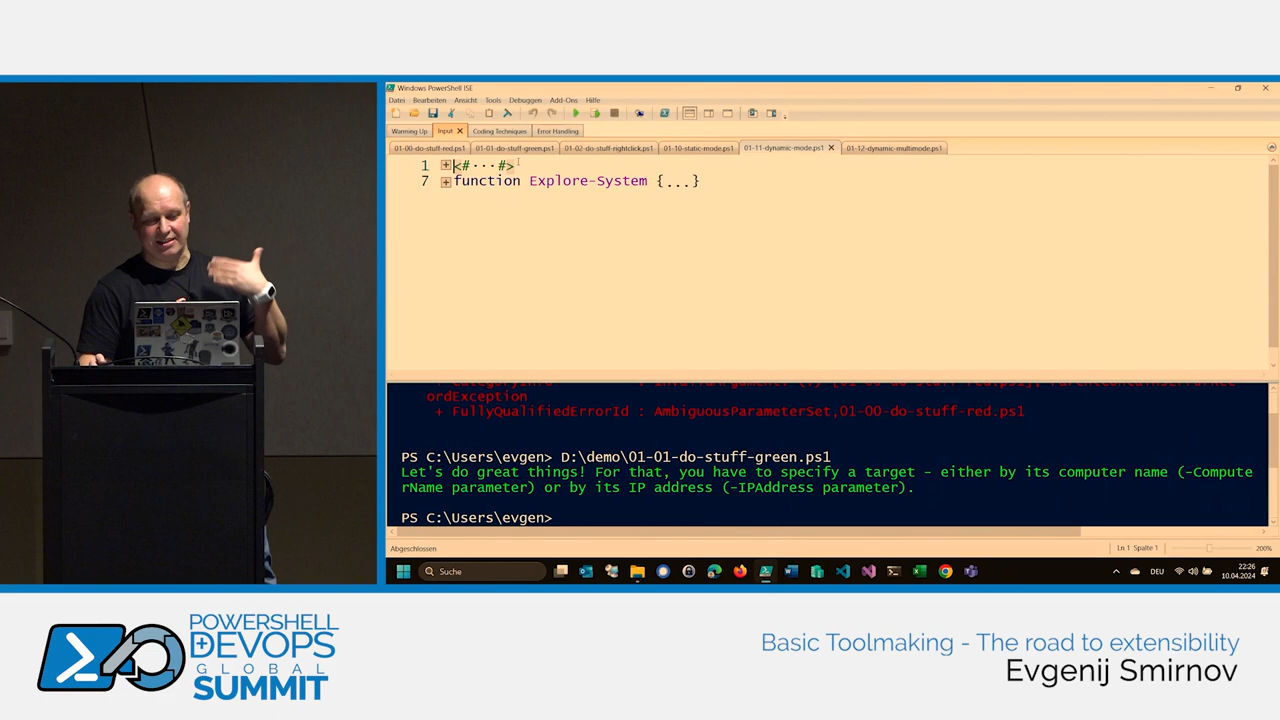 Windows PowerShell ISE
Datei Bearbeiten Ansicht Tools Debuggen Add-Ons Hilfe
Warming Up Input Coding Techniques Error Handling
01-00-do-stuff-red.ps1 01-01-do-stuff-green.ps1 01-02-do-stuff-rightclick.ps1 01-10-static-mode.ps1 01-11-dynamic-mode.ps1 01-12-dynamic-multimode.ps1
1 <#···#>
7 function Explore-System {...}
ordException
+ FullyQualifiedErrorId : AmbiguousParameterSet,01-00-do-stuff-red.ps1
PS C:\Users\evgen> D:\demo\01-01-do-stuff-green.ps1
Let's do great things! For that, you have to specify a target - either by its computer name (-Compute
rName parameter) or by its IP address (-IPAddress parameter).
PS C:\Users\evgen>
Abgeschlossen
Ln 1 Spalte 1
200%
Suche
DEU
22:26
10.04.2024
POWERSHELL
DEVOPS
GLOBAL
SUMMIT
Basic Toolmaking - The road to extensibility
Evgenij Smirnov